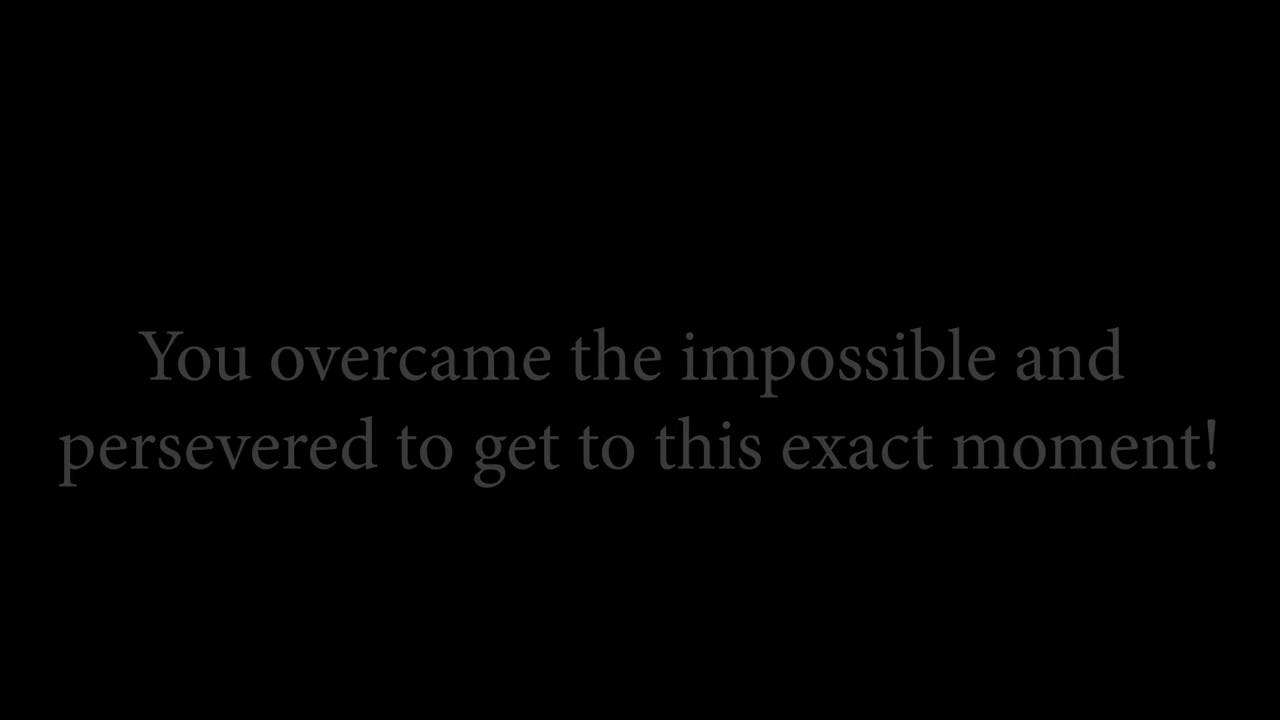 You overcame the impossible and
persevered to get to this exact moment!